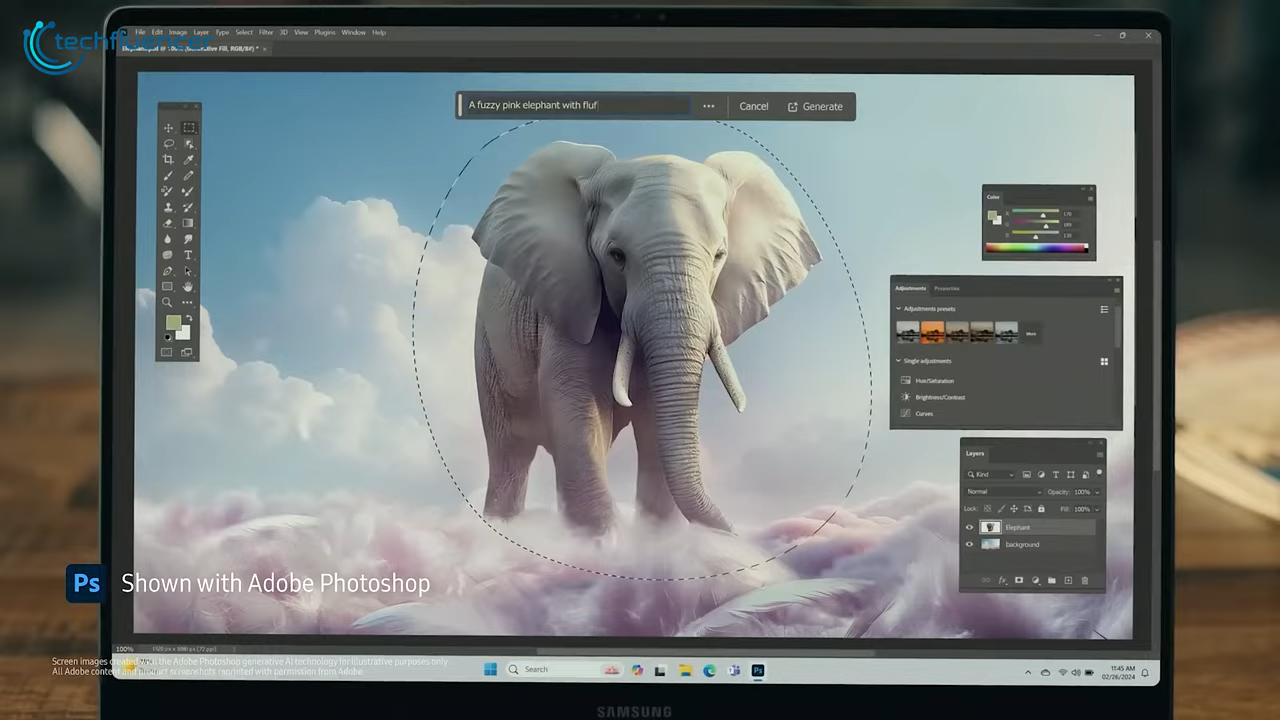 techfluencer
File Edit Image Layer Type Select Filter 3D View Plugins Window Help
A fuzzy pink elephant with fluf
Cancel
Generate
Color
170
189
Adjustments Properties
Adjustments presets
More
Single adjustments
Hue/Saturation
Brightness/Contrast
Curves
Layers
Kind
Normal Opacity: 100%
Lock: Fill: 100%
Elephant
background
Ps Shown with Adobe Photoshop
100%
Screen images created with the Adobe Photoshop generative AI technology for illustrative purposes only
All Adobe content and product screenshots reprinted with permission from Adobe
Search
Ps
11:45 AM
02/26/2024
SAMSUNG